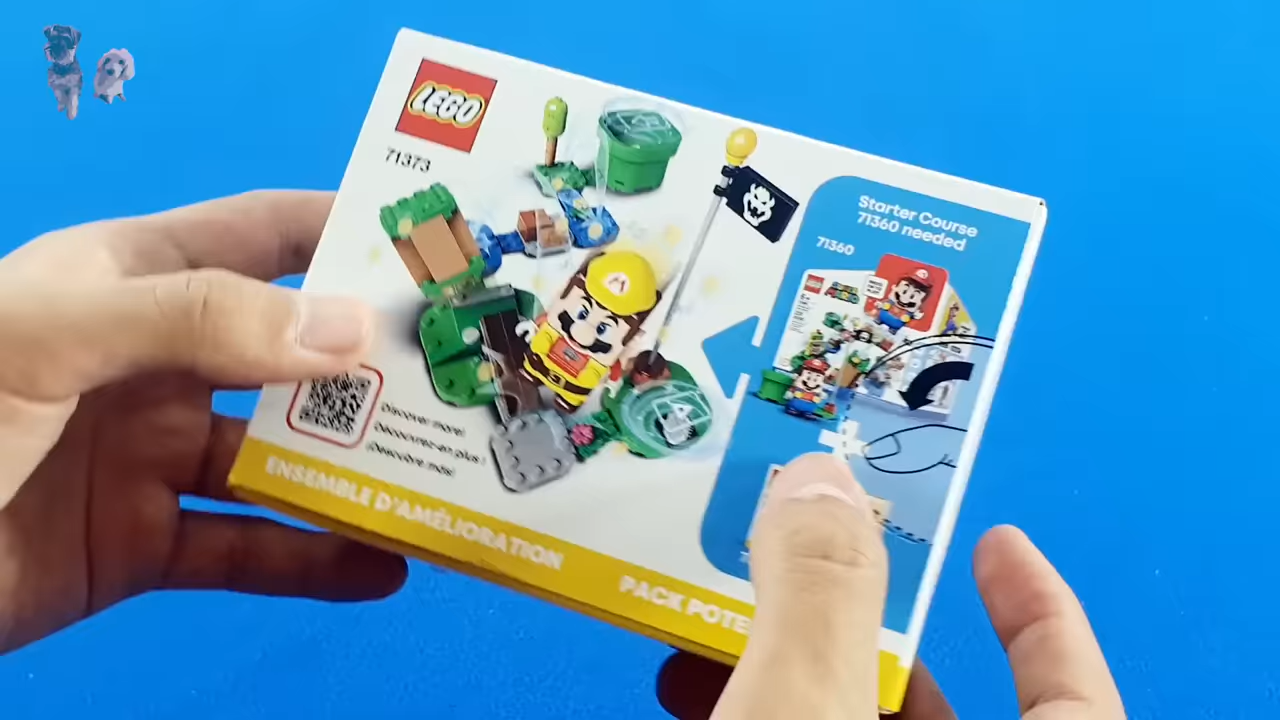 LEGO
71373
Starter Course
71360 needed
71360
Discover more!
Découvrez-en plus !
¡Descubre más!
ENSEMBLE D'AMÉLIORATION
PACK POTE